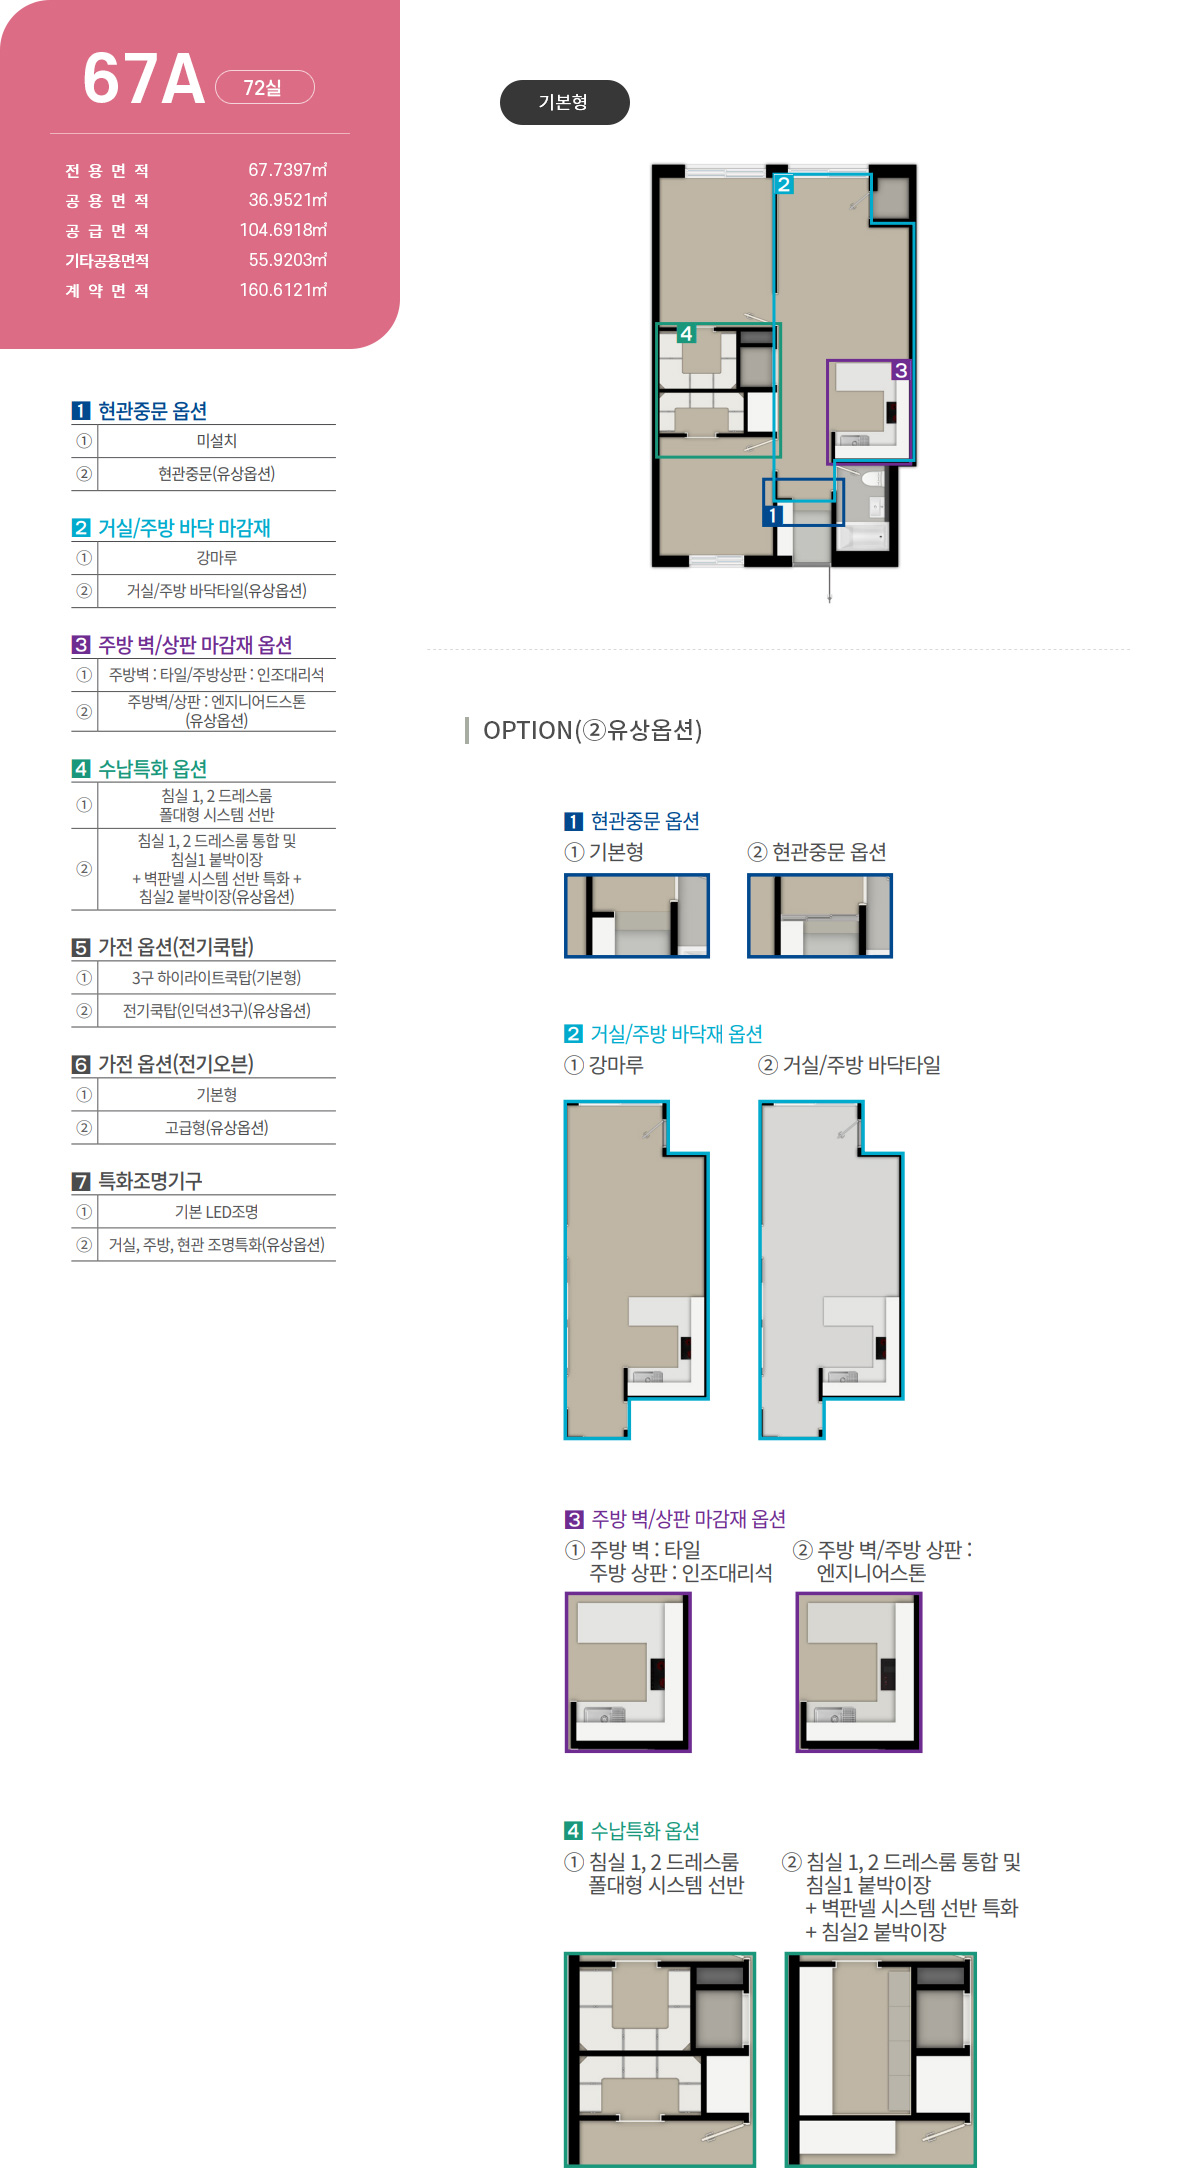 67A 72실
전용면적 67.7397㎡
공용면적 36.9521㎡
공급면적 104.6918㎡
기타공용면적 55.9203㎡
계약면적 160.6121㎡
1 현관중문 옵션
① 미설치
② 현관중문(유상옵션)
2 거실/주방 바닥 마감재
① 강마루
② 거실/주방 바닥타일(유상옵션)
3 주방 벽/상판 마감재 옵션
① 주방벽 : 타일/주방상판 : 인조대리석
② 주방벽/상판 : 엔지니어드스톤
(유상옵션)
4 수납특화 옵션
① 침실 1, 2 드레스룸
폴대형 시스템 선반
② 침실 1, 2 드레스룸 통합 및
침실1 붙박이장
+ 벽판넬 시스템 선반 특화 +
침실2 붙박이장(유상옵션)
5 가전 옵션(전기쿡탑)
① 3구 하이라이트쿡탑(기본형)
② 전기쿡탑(인덕션3구)(유상옵션)
6 가전 옵션(전기오븐)
① 기본형
② 고급형(유상옵션)
7 특화조명기구
① 기본 LED조명
② 거실, 주방, 현관 조명특화(유상옵션)
기본형
2
4
3
1
OPTION(②유상옵션)
1 현관중문 옵션
① 기본형 ② 현관중문 옵션
2 거실/주방 바닥재 옵션
① 강마루 ② 거실/주방 바닥타일
3 주방 벽/상판 마감재 옵션
① 주방 벽 : 타일
주방 상판 : 인조대리석
② 주방 벽/주방 상판 :
엔지니어스톤
4 수납특화 옵션
① 침실 1, 2 드레스룸
폴대형 시스템 선반
② 침실 1, 2 드레스룸 통합 및
침실1 붙박이장
+ 벽판넬 시스템 선반 특화
+ 침실2 붙박이장